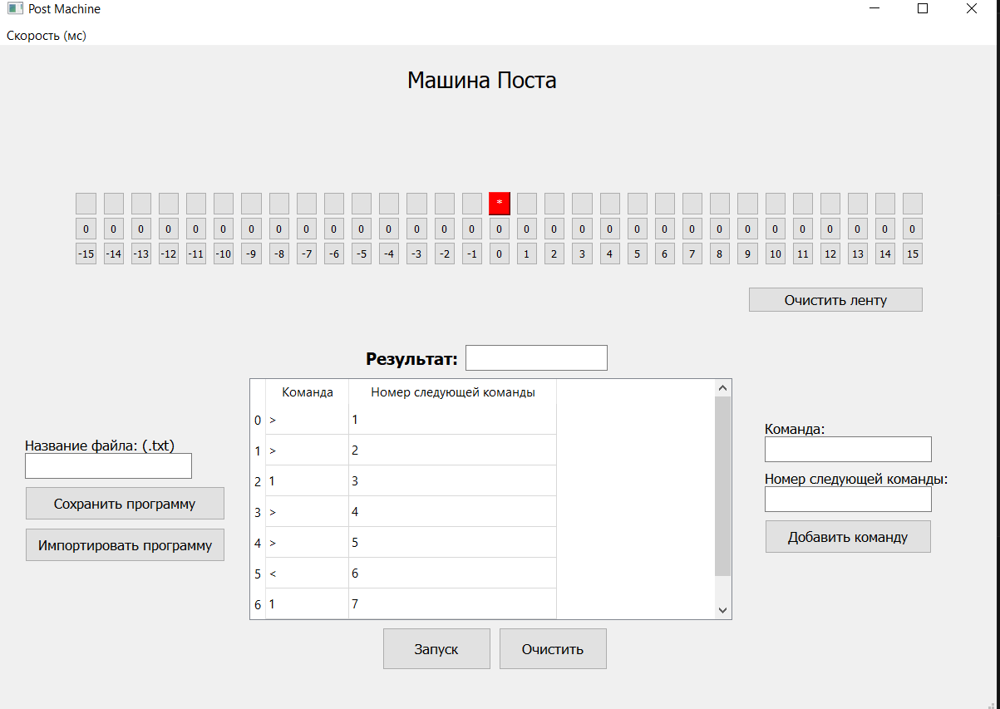 Post Machine
Скорость (мс)
Машина Поста
*
0 0 0 0 0 0 0 0 0 0 0 0 0 0 0 0 0 0 0 0 0 0 0 0 0 0 0 0 0 0 0
-15 -14 -13 -12 -11 -10 -9 -8 -7 -6 -5 -4 -3 -2 -1 0 1 2 3 4 5 6 7 8 9 10 11 12 13 14 15
Очистить ленту
Результат:
Команда Номер следующей команды
0 > 1
1 > 2
2 1 3
3 > 4
4 > 5
5 < 6
6 1 7
Название файла: (.txt)
Сохранить программу
Импортировать программу
Команда:
Номер следующей команды:
Добавить команду
Запуск Очистить